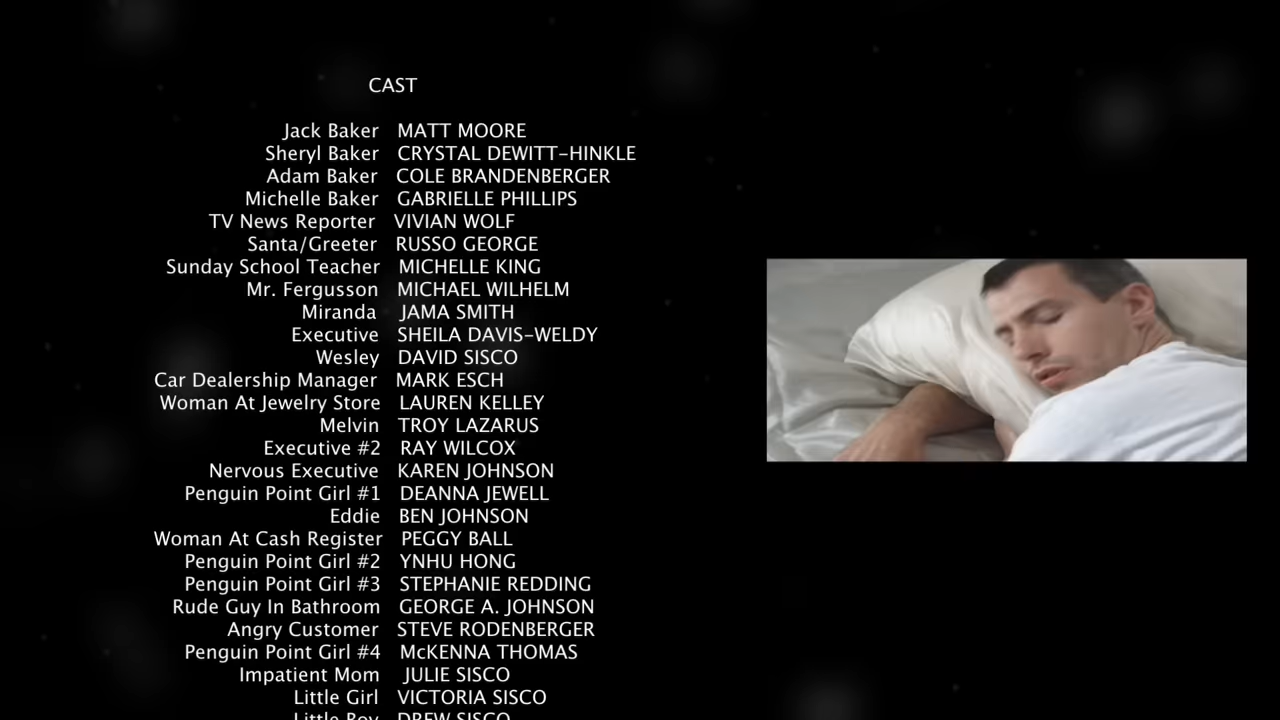 CAST
Jack Baker MATT MOORE
Sheryl Baker CRYSTAL DEWITT-HINKLE
Adam Baker COLE BRANDENBERGER
Michelle Baker GABRIELLE PHILLIPS
TV News Reporter VIVIAN WOLF
Santa/Greeter RUSSO GEORGE
Sunday School Teacher MICHELLE KING
Mr. Fergusson MICHAEL WILHELM
Miranda JAMA SMITH
Executive SHEILA DAVIS-WELDY
Wesley DAVID SISCO
Car Dealership Manager MARK ESCH
Woman At Jewelry Store LAUREN KELLEY
Melvin TROY LAZARUS
Executive #2 RAY WILCOX
Nervous Executive KAREN JOHNSON
Penguin Point Girl #1 DEANNA JEWELL
Eddie BEN JOHNSON
Woman At Cash Register PEGGY BALL
Penguin Point Girl #2 YNHU HONG
Penguin Point Girl #3 STEPHANIE REDDING
Rude Guy In Bathroom GEORGE A. JOHNSON
Angry Customer STEVE RODENBERGER
Penguin Point Girl #4 McKENNA THOMAS
Impatient Mom JULIE SISCO
Little Girl VICTORIA SISCO
Little Boy DREW SISCO